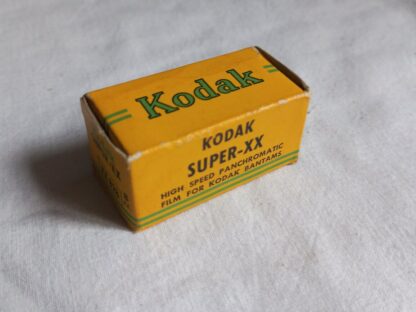 Kodak
KODAK
SUPER-XX
HIGH SPEED PANCHROMATIC
FILM FOR KODAK BANTAMS